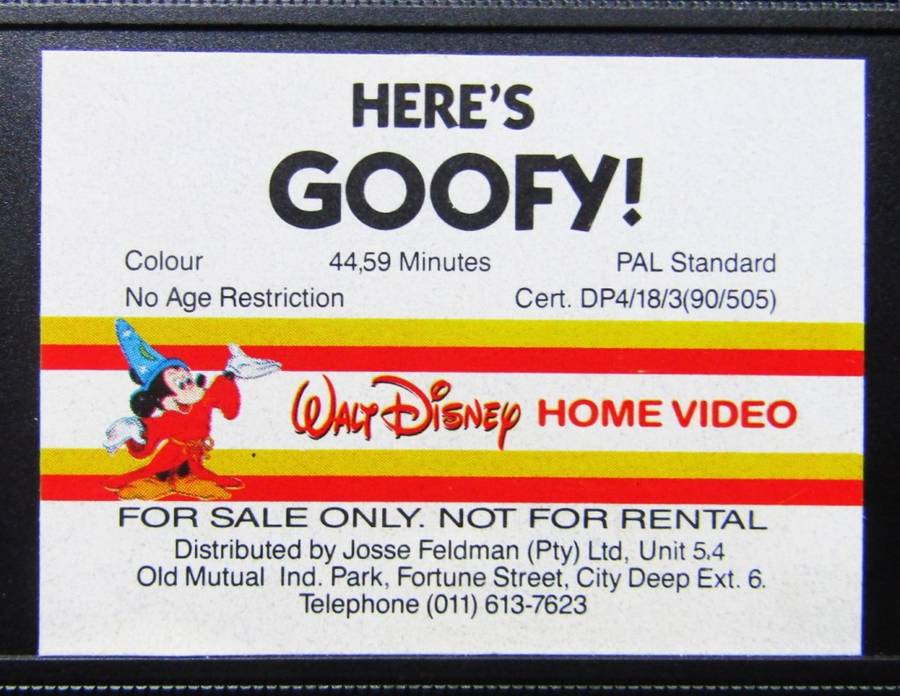 HERE'S
GOOFY!
Colour 44,59 Minutes PAL Standard
No Age Restriction Cert. DP4/18/3(90/505)
WALT DISNEY HOME VIDEO
FOR SALE ONLY. NOT FOR RENTAL
Distributed by Josse Feldman (Pty) Ltd, Unit 5.4
Old Mutual Ind. Park, Fortune Street, City Deep Ext. 6.
Telephone (011) 613-7623